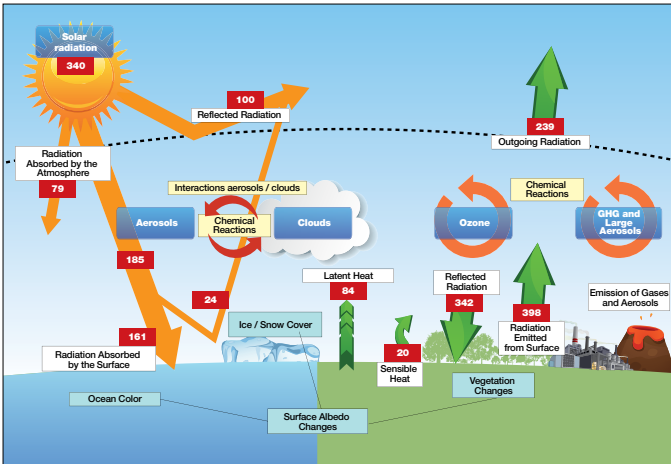 Solar
radiation
340
100
Reflected Radiation
239
Outgoing Radiation
Radiation
Absorbed by the
Atmosphere
79
Interactions aerosols / clouds
Aerosols
Chemical
Reactions
Clouds
Chemical
Reactions
Ozone
GHG and
Large
Aerosols
185
24
Latent Heat
84
Reflected
Radiation
342
398
Radiation
Emitted
from Surface
Emission of Gases
and Aerosols
Ice / Snow Cover
161
Radiation Absorbed
by the Surface
20
Sensible
Heat
Vegetation
Changes
Ocean Color
Surface Albedo
Changes